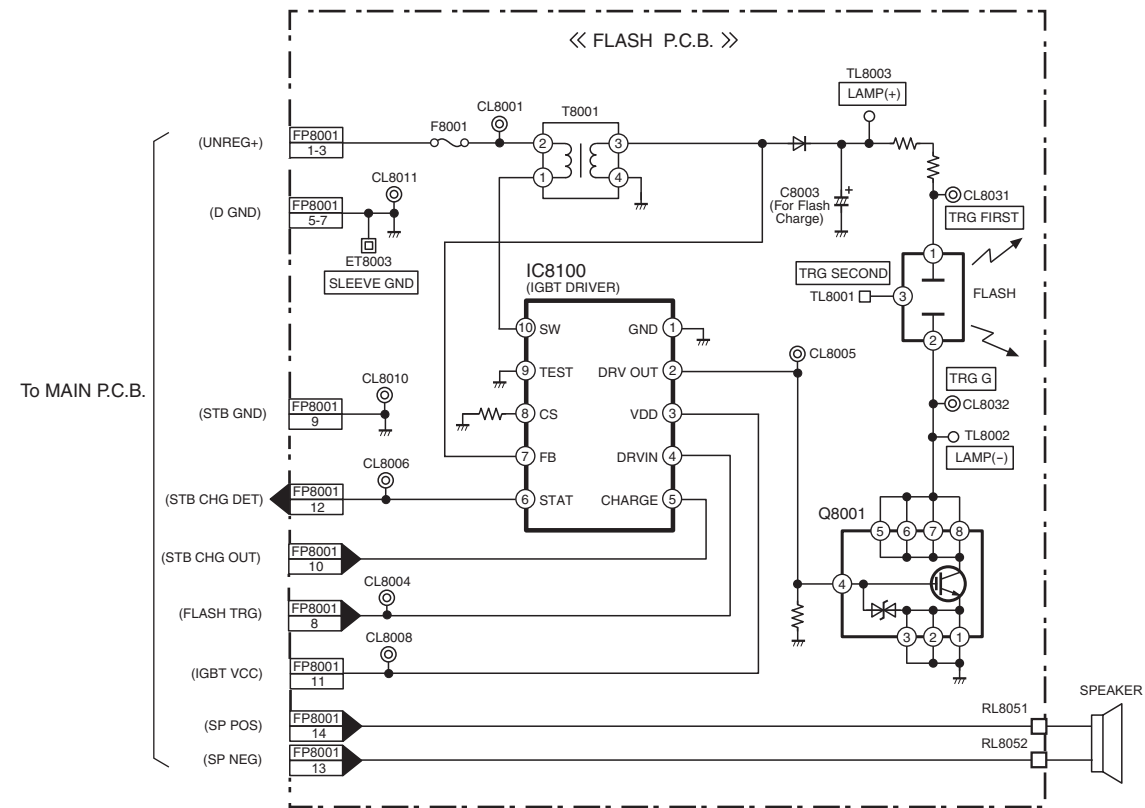 << FLASH P.C.B. >>
TL8003
LAMP(+)
CL8001
T8001
F8001
(UNREG+)
FP8001
1-3
2
3
1
4
CL8011
C8003
(For Flash
Charge)
+
CL8031
TRG FIRST
(D GND)
FP8001
5-7
ET8003
SLEEVE GND
IC8100
(IGBT DRIVER)
TRG SECOND
TL8001
1
3
2
FLASH
10 SW
GND 1
9 TEST
DRV OUT 2
8 CS
VDD 3
7 FB
DRVIN 4
6 STAT
CHARGE 5
CL8005
To MAIN P.C.B.
CL8010
(STB GND)
FP8001
9
TRG G
CL8032
TL8002
LAMP(−)
CL8006
(STB CHG DET)
FP8001
12
Q8001
5
6
7
8
4
3
2
1
(STB CHG OUT)
FP8001
10
CL8004
(FLASH TRG)
FP8001
8
CL8008
(IGBT VCC)
FP8001
11
SPEAKER
(SP POS)
FP8001
14
RL8051
(SP NEG)
FP8001
13
RL8052